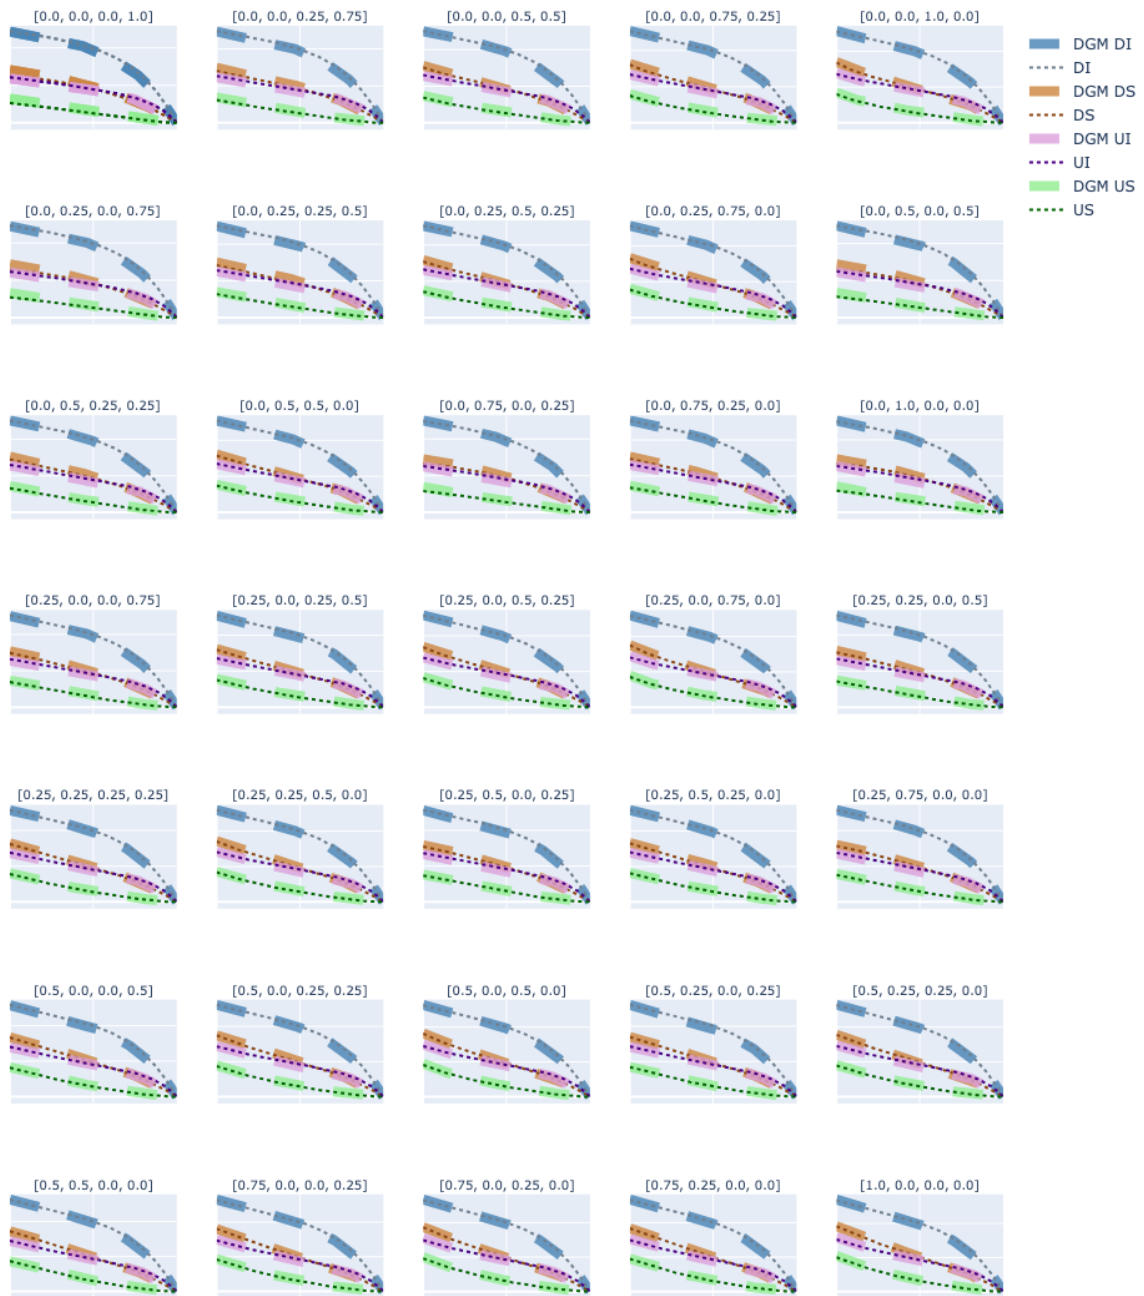 [0.0, 0.0, 0.0, 1.0]
[0.0, 0.0, 0.25, 0.75]
[0.0, 0.0, 0.5, 0.5]
[0.0, 0.0, 0.75, 0.25]
[0.0, 0.0, 1.0, 0.0]
DGM DI
DI
DGM DS
DS
DGM UI
UI
DGM US
US
[0.0, 0.25, 0.0, 0.75]
[0.0, 0.25, 0.25, 0.5]
[0.0, 0.25, 0.5, 0.25]
[0.0, 0.25, 0.75, 0.0]
[0.0, 0.5, 0.0, 0.5]
[0.0, 0.5, 0.25, 0.25]
[0.0, 0.5, 0.5, 0.0]
[0.0, 0.75, 0.0, 0.25]
[0.0, 0.75, 0.25, 0.0]
[0.0, 1.0, 0.0, 0.0]
[0.25, 0.0, 0.0, 0.75]
[0.25, 0.0, 0.25, 0.5]
[0.25, 0.0, 0.5, 0.25]
[0.25, 0.0, 0.75, 0.0]
[0.25, 0.25, 0.0, 0.5]
[0.25, 0.25, 0.25, 0.25]
[0.25, 0.25, 0.5, 0.0]
[0.25, 0.5, 0.0, 0.25]
[0.25, 0.5, 0.25, 0.0]
[0.25, 0.75, 0.0, 0.0]
[0.5, 0.0, 0.0, 0.5]
[0.5, 0.0, 0.25, 0.25]
[0.5, 0.0, 0.5, 0.0]
[0.5, 0.25, 0.0, 0.25]
[0.5, 0.25, 0.25, 0.0]
[0.5, 0.5, 0.0, 0.0]
[0.75, 0.0, 0.0, 0.25]
[0.75, 0.0, 0.25, 0.0]
[0.75, 0.25, 0.0, 0.0]
[1.0, 0.0, 0.0, 0.0]